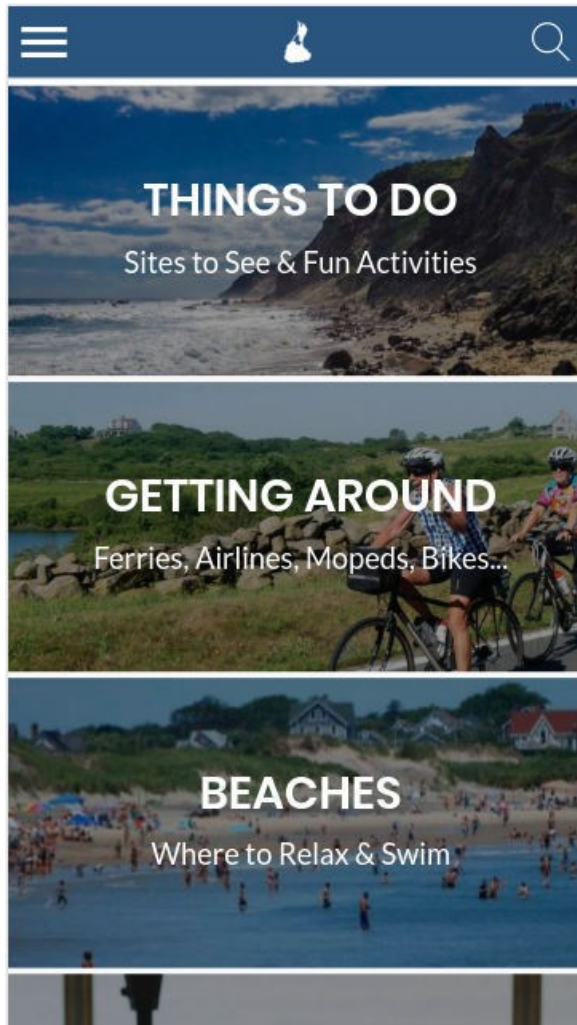 THINGS TO DO
Sites to See & Fun Activities
GETTING AROUND
Ferries, Airlines, Mopeds, Bikes...
BEACHES
Where to Relax & Swim